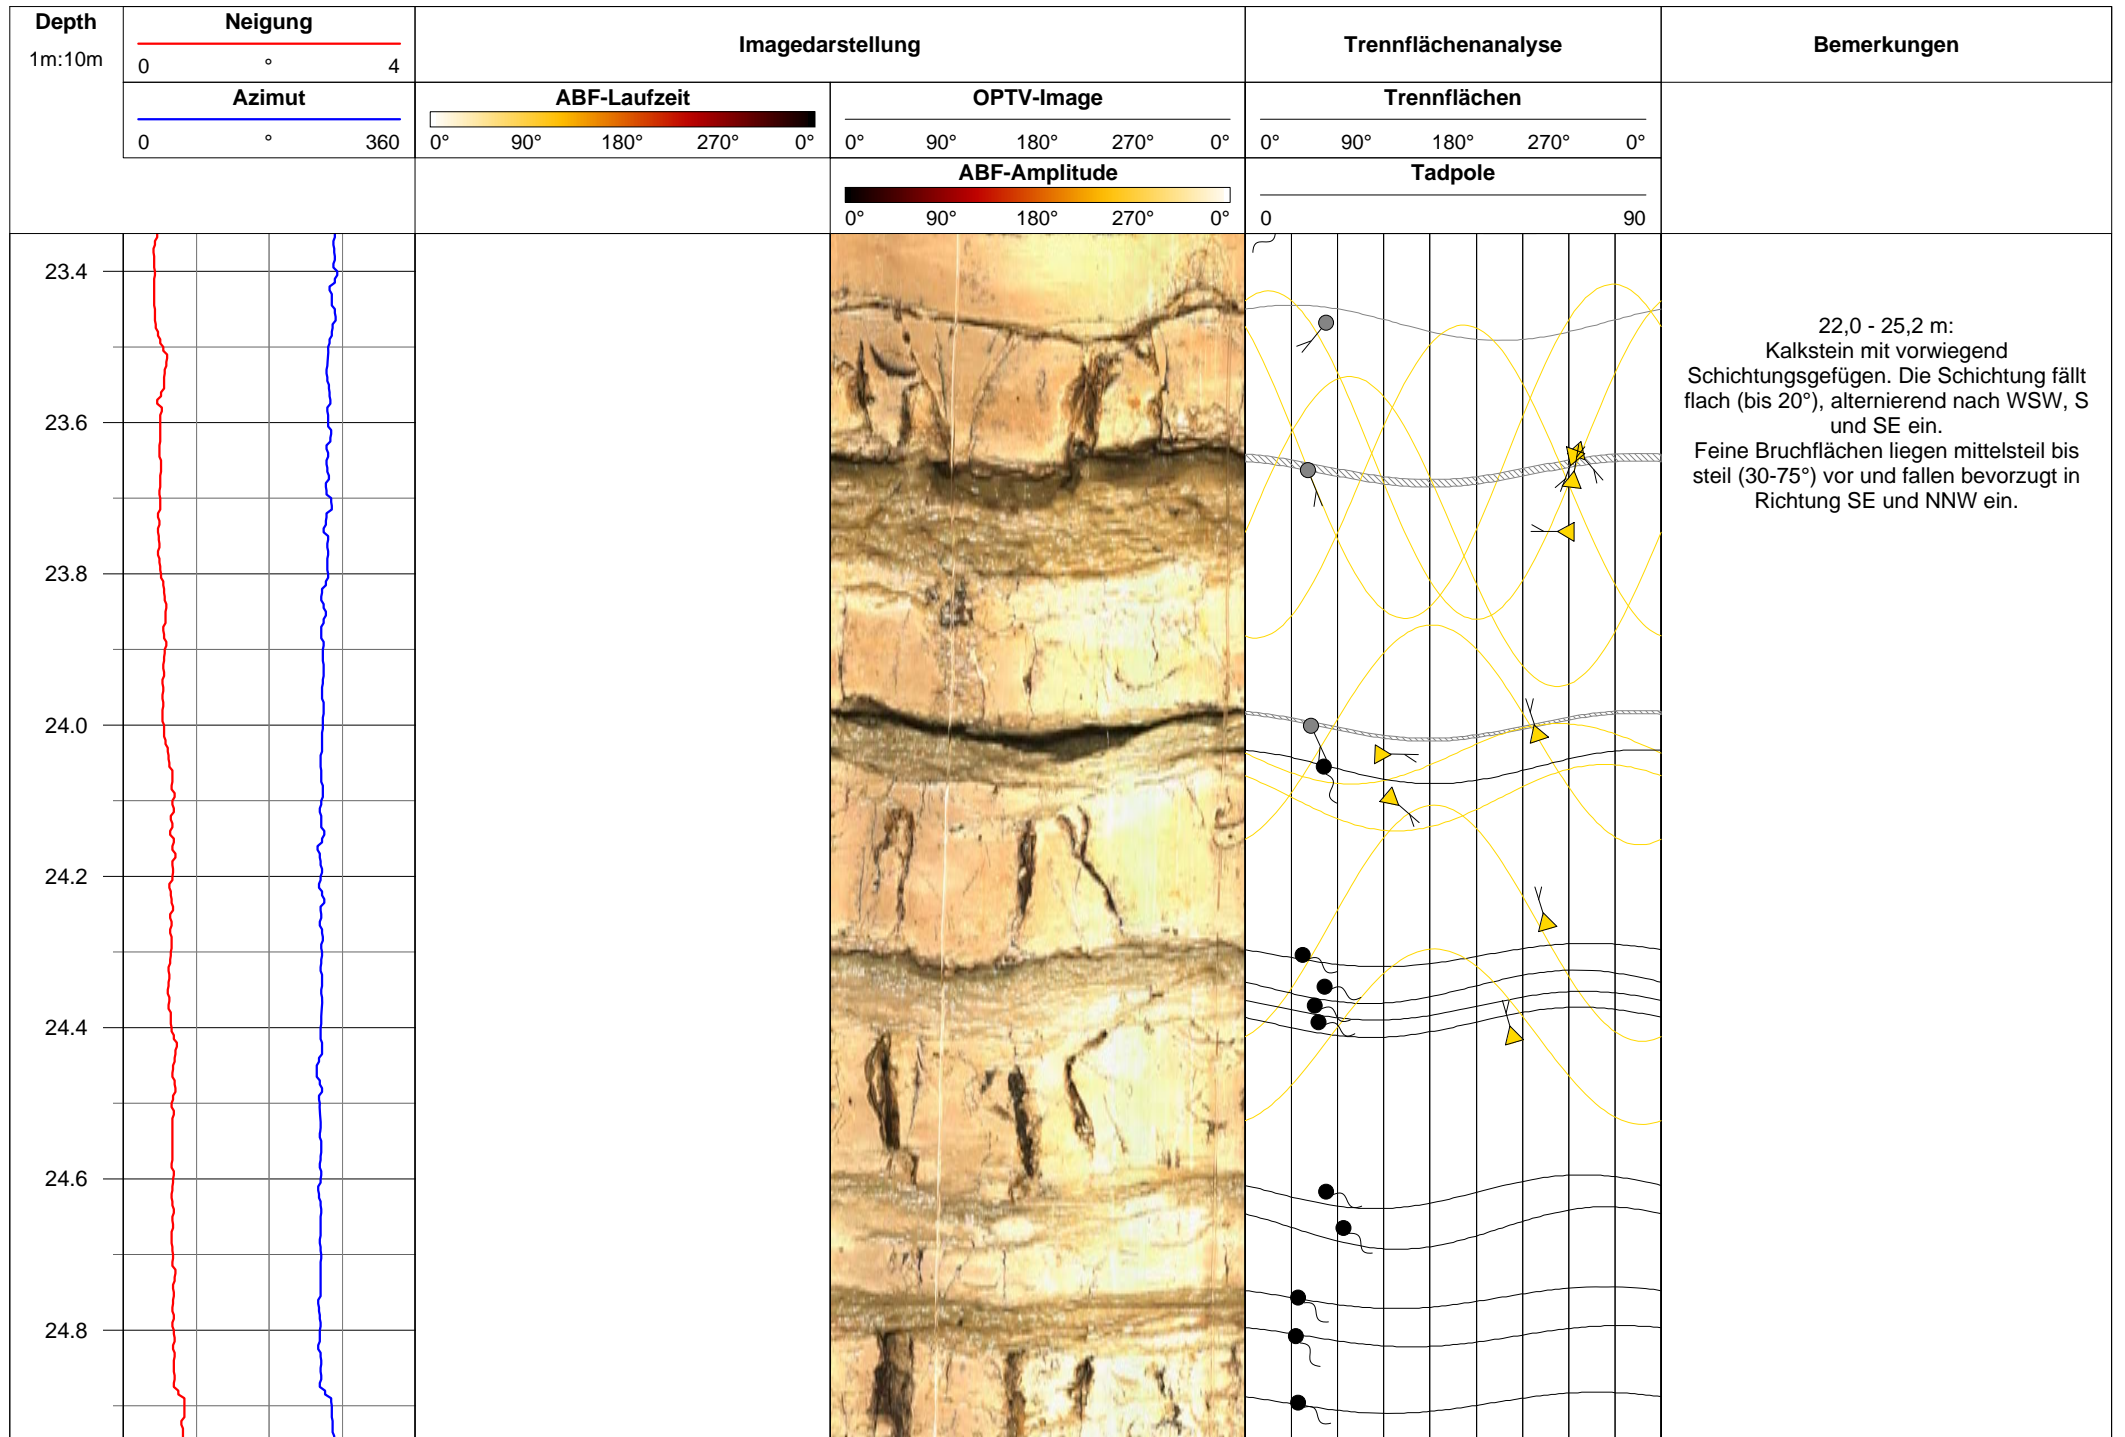 Depth
1m:10m
Neigung
0 ° 4
Azimut
0 ° 360
Imagedarstellung
ABF-Laufzeit
0° 90° 180° 270° 0°
OPTV-Image
0° 90° 180° 270° 0°
ABF-Amplitude
0° 90° 180° 270° 0°
Trennflächenanalyse
Trennflächen
0° 90° 180° 270° 0°
Tadpole
0 90
Bemerkungen
23.4
23.6
23.8
24.0
24.2
24.4
24.6
24.8
22,0 - 25,2 m:
Kalkstein mit vorwiegend
Schichtungsgefügen. Die Schichtung fällt
flach (bis 20°), alternierend nach WSW, S
und SE ein.
Feine Bruchflächen liegen mittelsteil bis
steil (30-75°) vor und fallen bevorzugt in
Richtung SE und NNW ein.